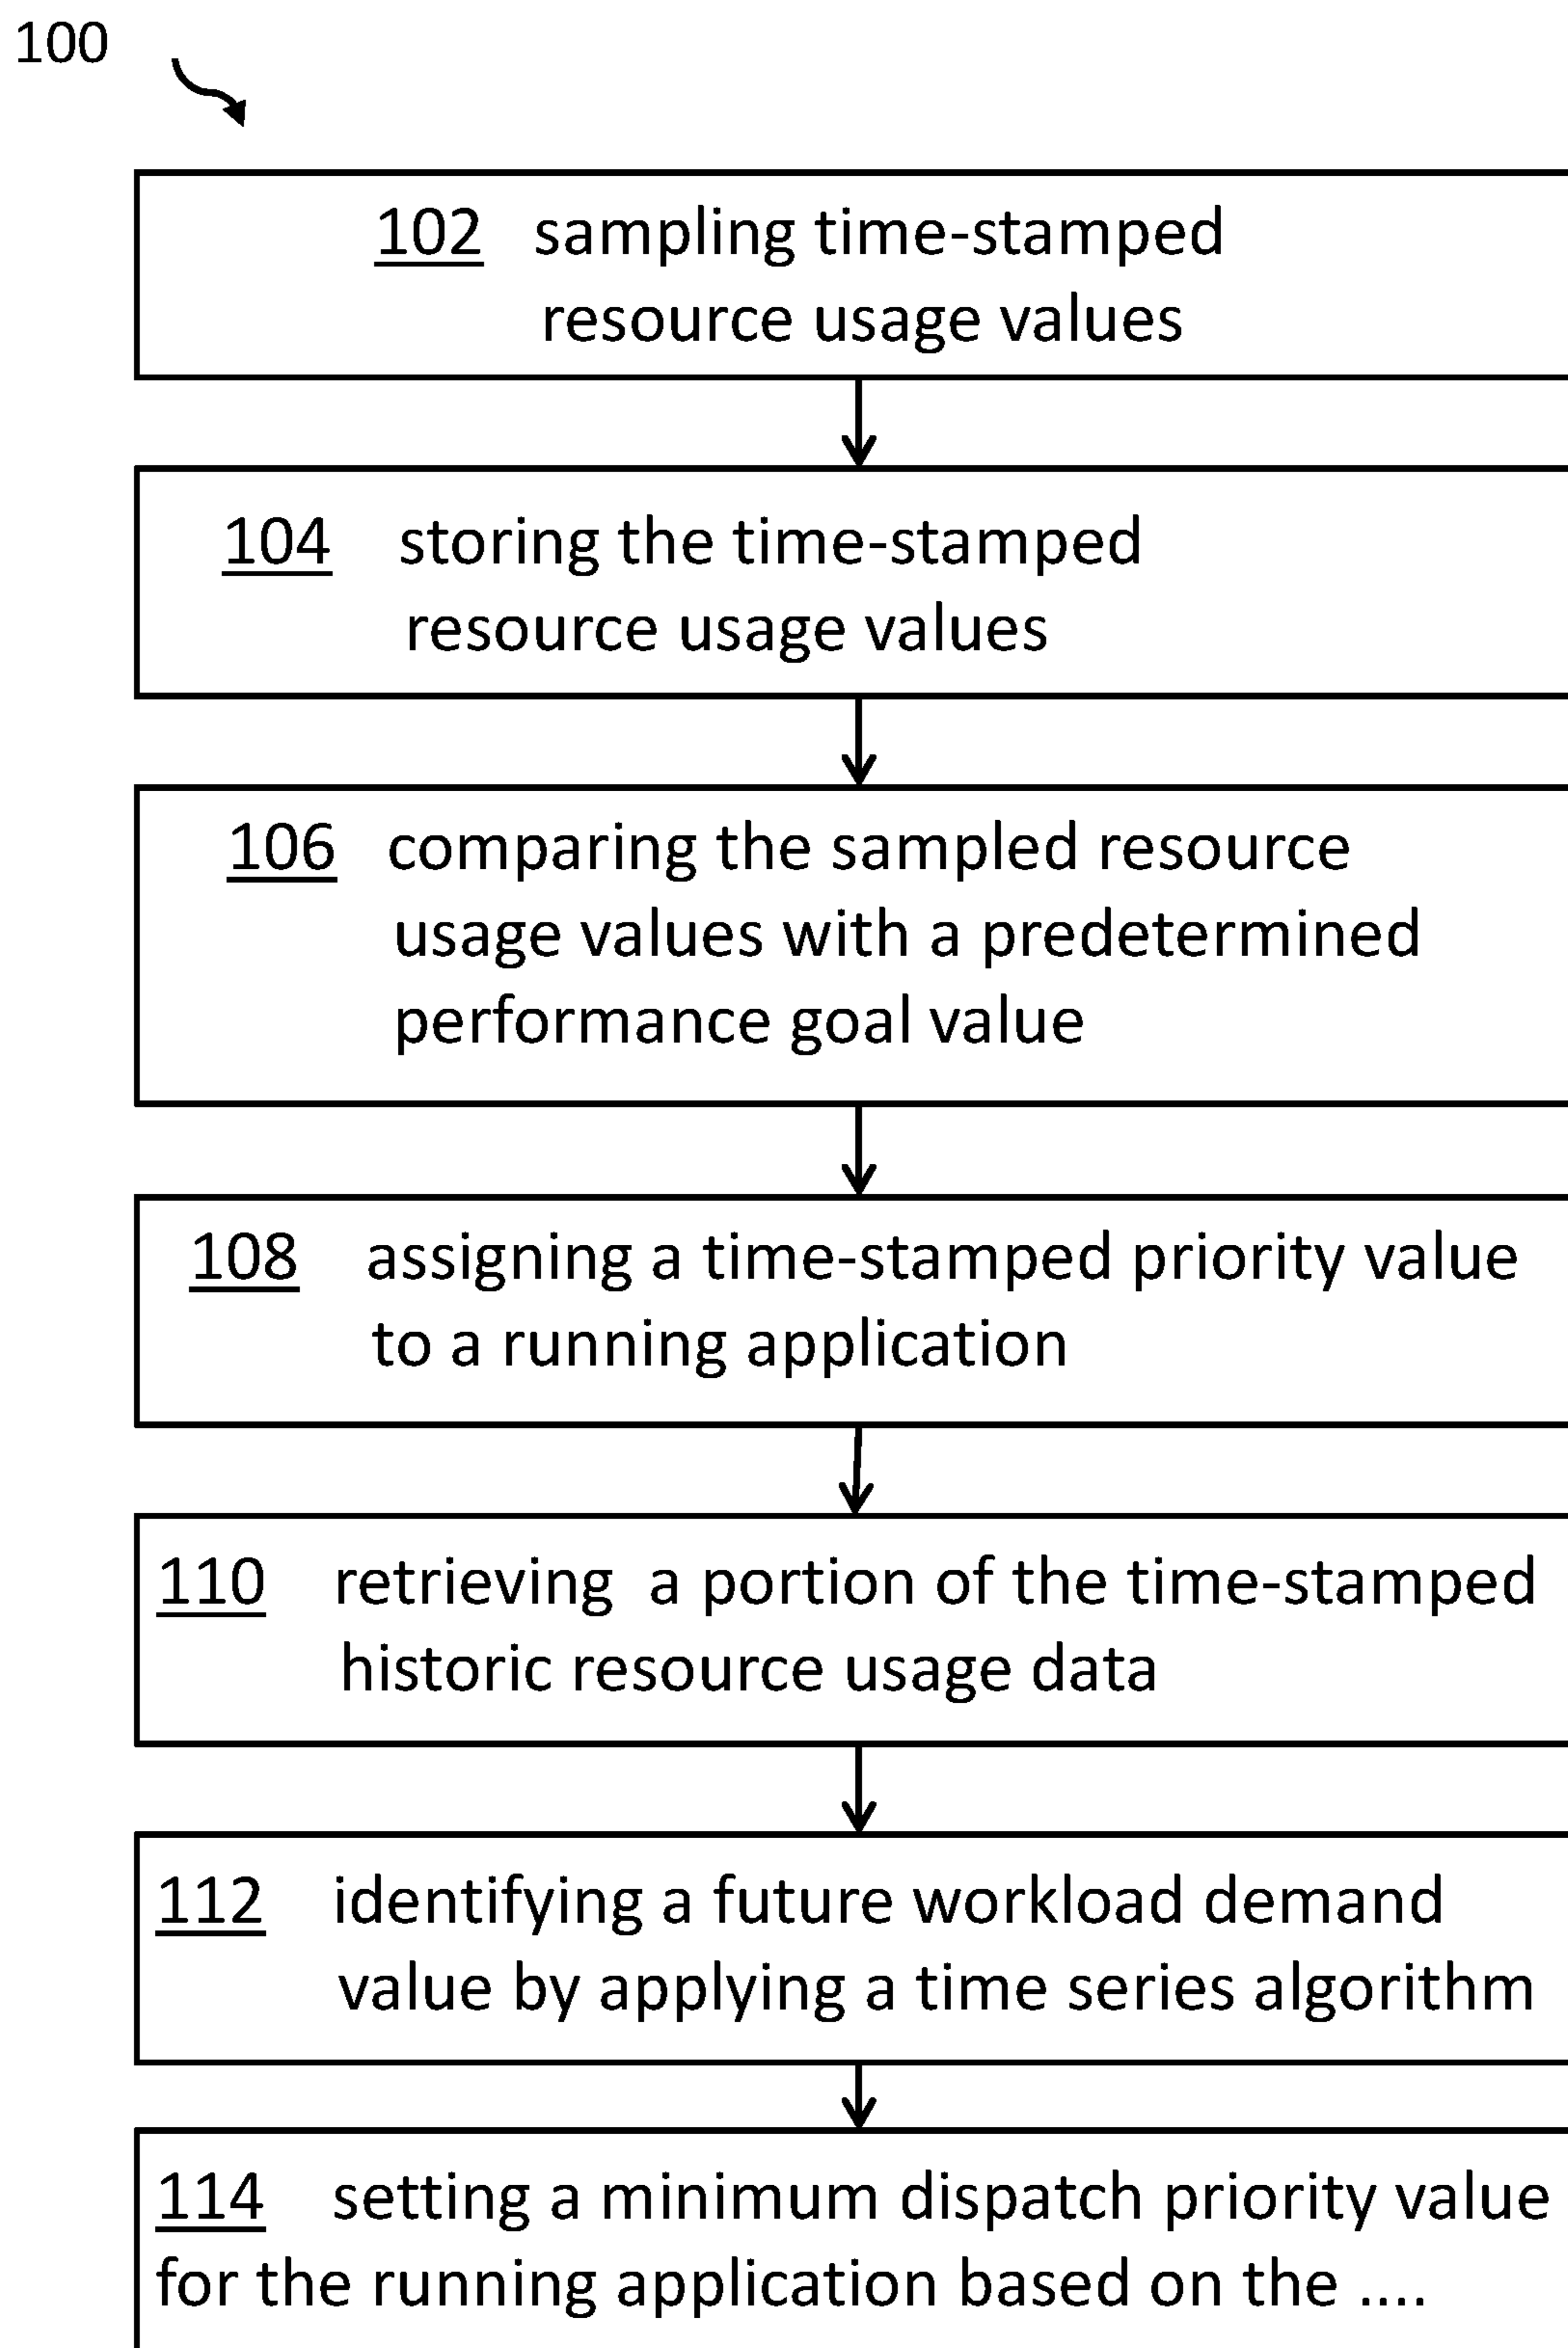 100
102 sampling time-stamped
resource usage values
104 storing the time-stamped
resource usage values
106 comparing the sampled resource
usage values with a predetermined
performance goal value
108 assigning a time-stamped priority value
to a running application
110 retrieving a portion of the time-stamped
historic resource usage data
112 identifying a future workload demand
value by applying a time series algorithm
114 setting a minimum dispatch priority value
for the running application based on the ....